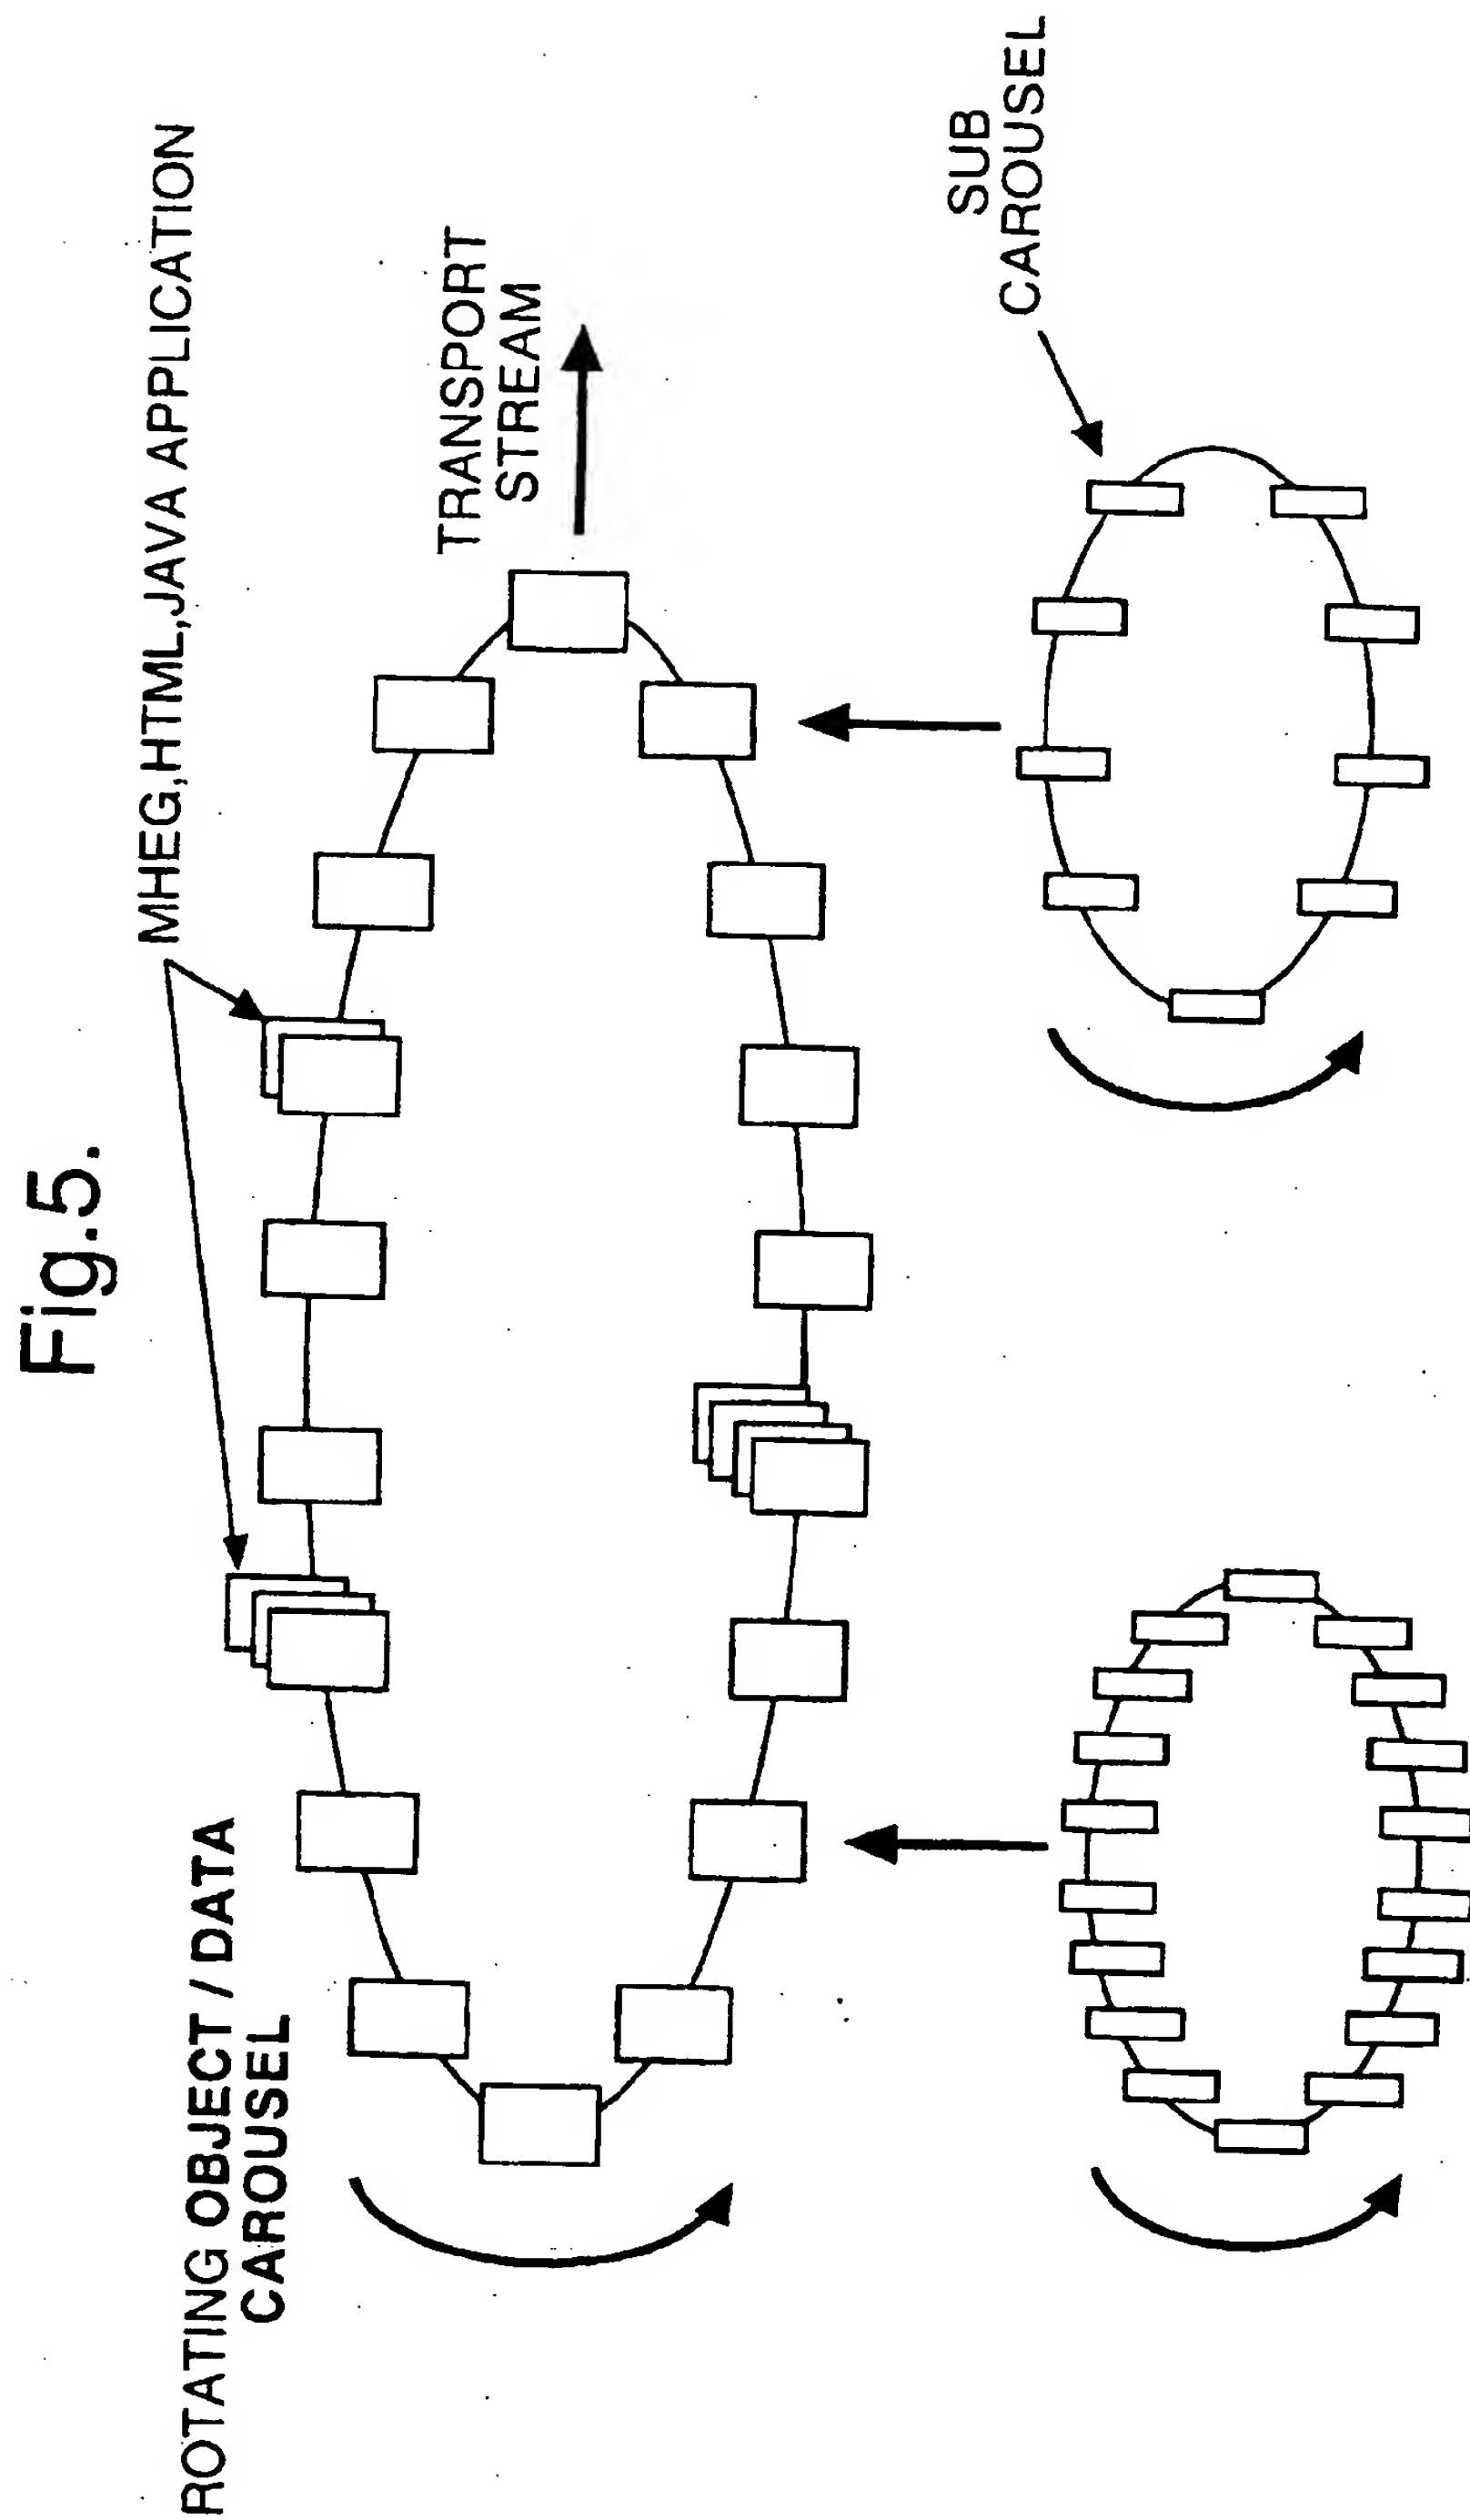 Fig.5.
ROTATING OBJECT / DATA
CAROUSEL
MHEG,HTML,JAVA APPLICATION
TRANSPORT
STREAM
SUB
CAROUSEL